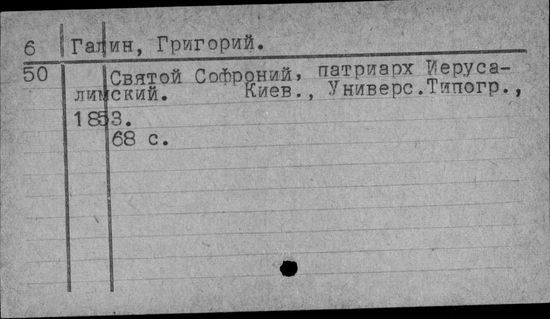 6 Галин, Григорий.
50 Святой Софроний, патриарх Иеруса-
лимский. Киев., Универс.Типогр.,
1853.
68 с.